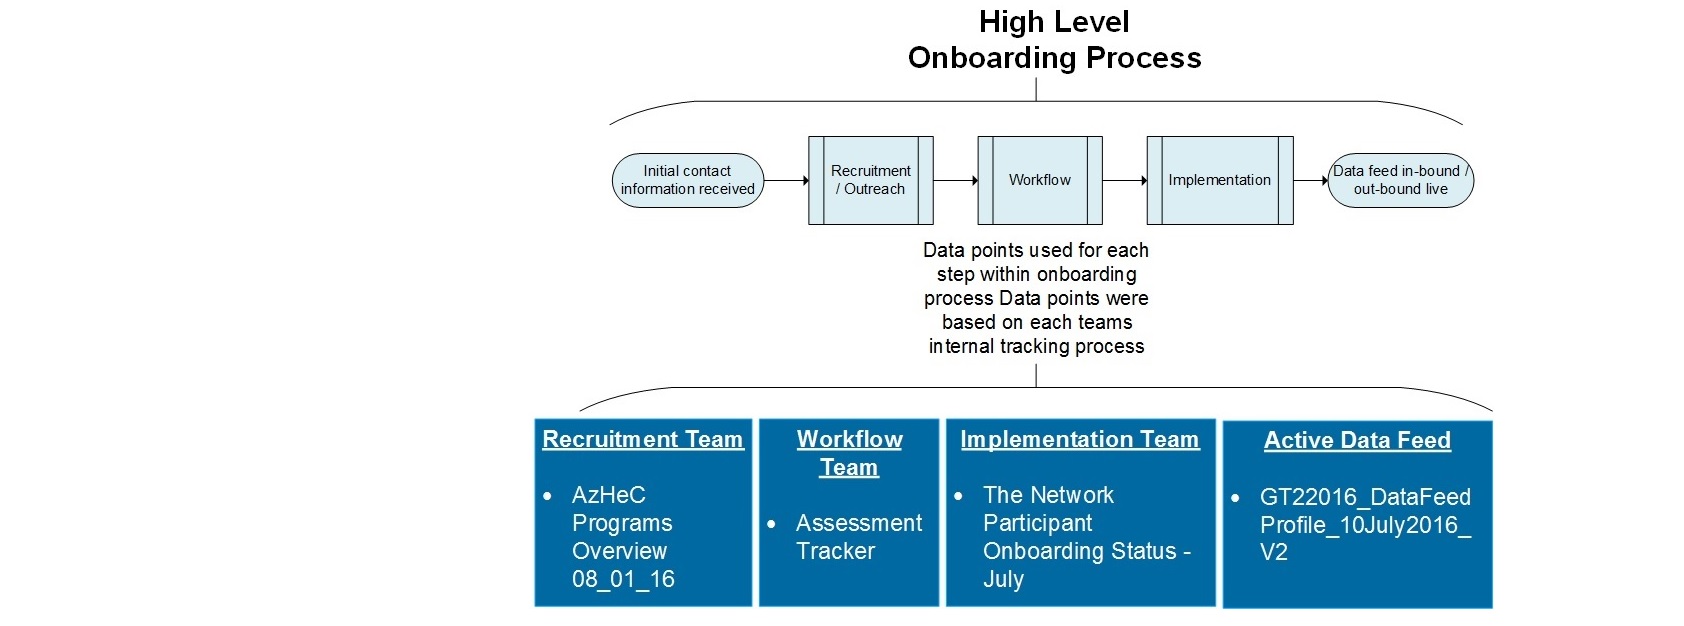 High Level
Onboarding Process
Initial contact
information received
Recruitment
/ Outreach
Workflow
Implementation
Data feed in-bound /
out-bound live
Data points used for each
step within onboarding
process Data points were
based on each teams
internal tracking process
Recruitment Team
• AzHeC
Programs
Overview
08_01_16
Workflow
Team
• Assessment
Tracker
Implementation Team
• The Network
Participant
Onboarding Status -
July
Active Data Feed
• GT22016_DataFeed
Profile_10July2016_
V2